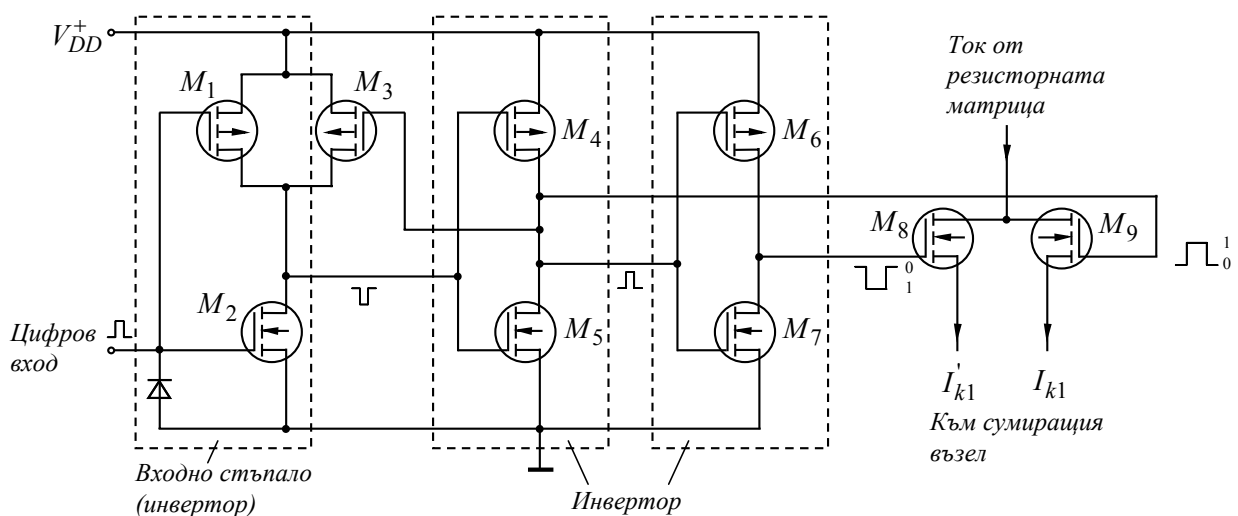 V⁺DD
M1
M3
M4
M6
Ток от
резисторната
матрица
M8
M9
1
0
0
1
M2
M5
M7
Цифров
вход
I'k1
Ik1
Към сумиращия
възел
Входно стъпало
(инвертор)
Инвертор